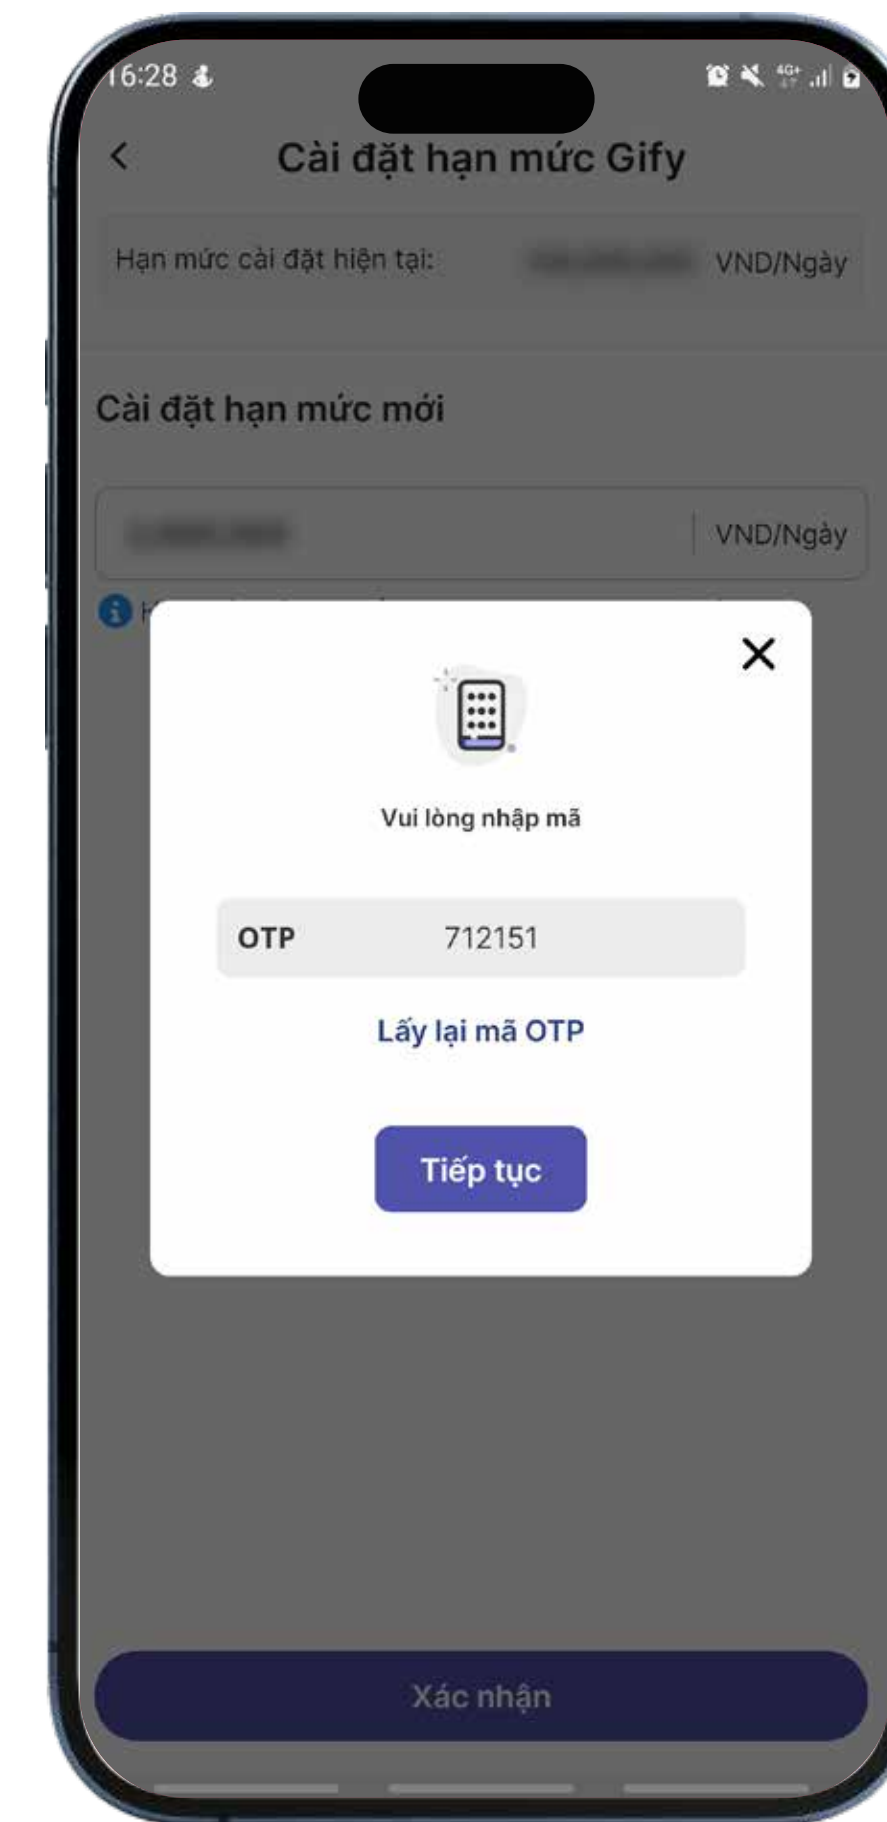 16:28
4G+
Cài đặt hạn mức Gify
Hạn mức cài đặt hiện tại: VND/Ngày
Cài đặt hạn mức mới
VND/Ngày
Vui lòng nhập mã
OTP 712151
Lấy lại mã OTP
Tiếp tục
Xác nhận